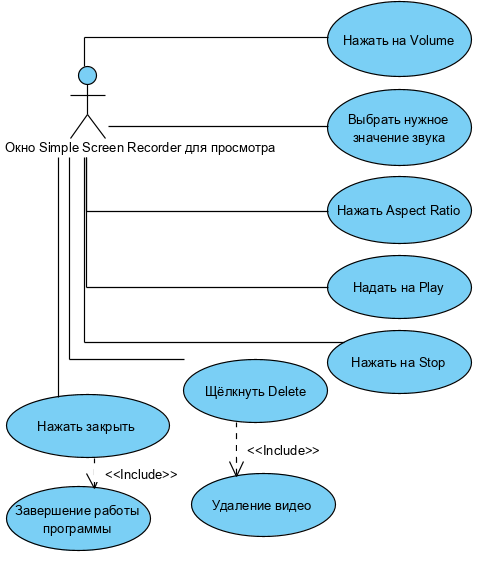 Нажать на Volume
Выбрать нужное
значение звука
Окно Simple Screen Recorder для просмотра
Нажать Aspect Ratio
Надать на Play
Нажать на Stop
Щёлкнуть Delete
Нажать закрыть
<<Include>>
<<Include>>
Удаление видео
Завершение работы
программы